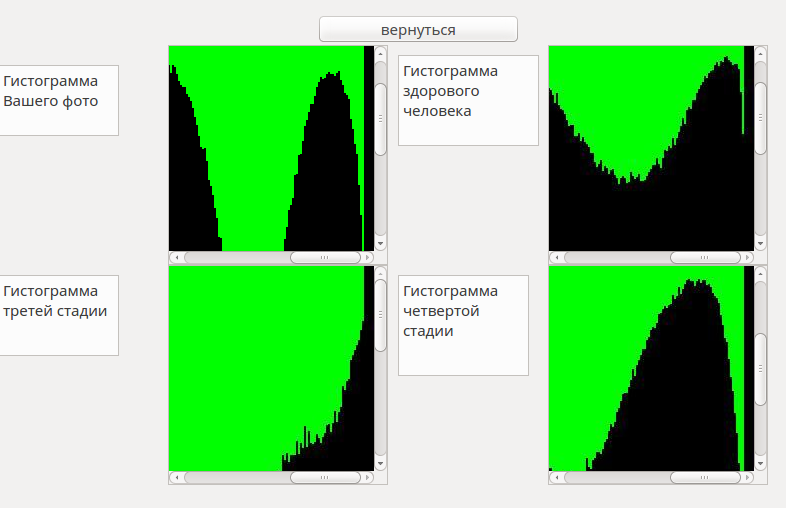 вернуться
Гистограмма
Вашего фото
Гистограмма
здорового
человека
Гистограмма
третей стадии
Гистограмма
четвертой
стадии